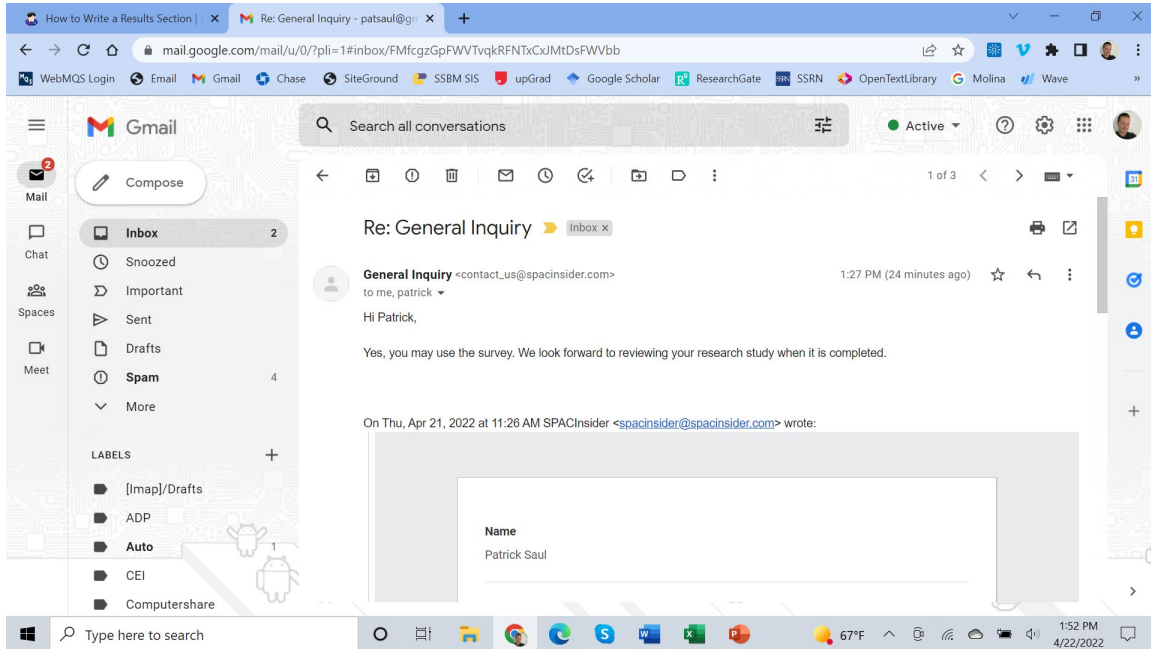 How to Write a Results Section |
Re: General Inquiry - patsaul@gm
mail.google.com/mail/u/0/?pli=1#inbox/FMfcgzGpFWVTvqkRFNTxCxJMtDsFWVbb
WebMQS Login Email Gmail Chase SiteGround SSBM SIS upGrad Google Scholar ResearchGate SSRN OpenTextLibrary Molina Wave »
Gmail
Search all conversations
Active
2
Mail
Compose
1 of 3
31
Inbox 2
Re: General Inquiry Inbox x
Chat
Snoozed
General Inquiry <contact_us@spacinsider.com> 1:27 PM (24 minutes ago)
to me, patrick
Important
Spaces
Sent
Hi Patrick,
Drafts
Yes, you may use the survey. We look forward to reviewing your research study when it is completed.
Meet
Spam 4
More
On Thu, Apr 21, 2022 at 11:26 AM SPACInsider <spacinsider@spacinsider.com> wrote:
LABELS
[Imap]/Drafts
ADP
Name
Auto 1
Patrick Saul
CEI
Computershare
Type here to search
67°F
1:52 PM
4/22/2022